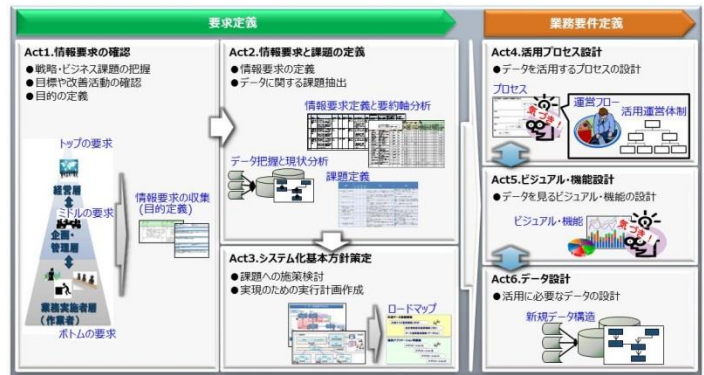 要求定義
業務要件定義
Act1.情報要求の確認
●戦略・ビジネス課題の把握
●目標や改善活動の確認
●目的の定義
トップの要求
経営層
ミドルの要求
企画・
管理層
業務実施者層
(作業者)
ボトムの要求
情報要求の収集
(目的定義)
Act2.情報要求と課題の定義
●情報要求の定義
●データに関する課題抽出
情報要求定義と要約軸分析
データ把握と現状分析
課題定義
Act3.システム化基本方針策定
●課題への施策検討
●実現のための実行計画作成
ロードマップ
Act4.活用プロセス設計
●データを活用するプロセスの設計
プロセス
気づき!
運営フロー
活用運営体制
Act5.ビジュアル・機能設計
●データを見るビジュアル・機能の設計
ビジュアル・機能
気づき!
Act6.データ設計
●活用に必要なデータの設計
新規データ構造